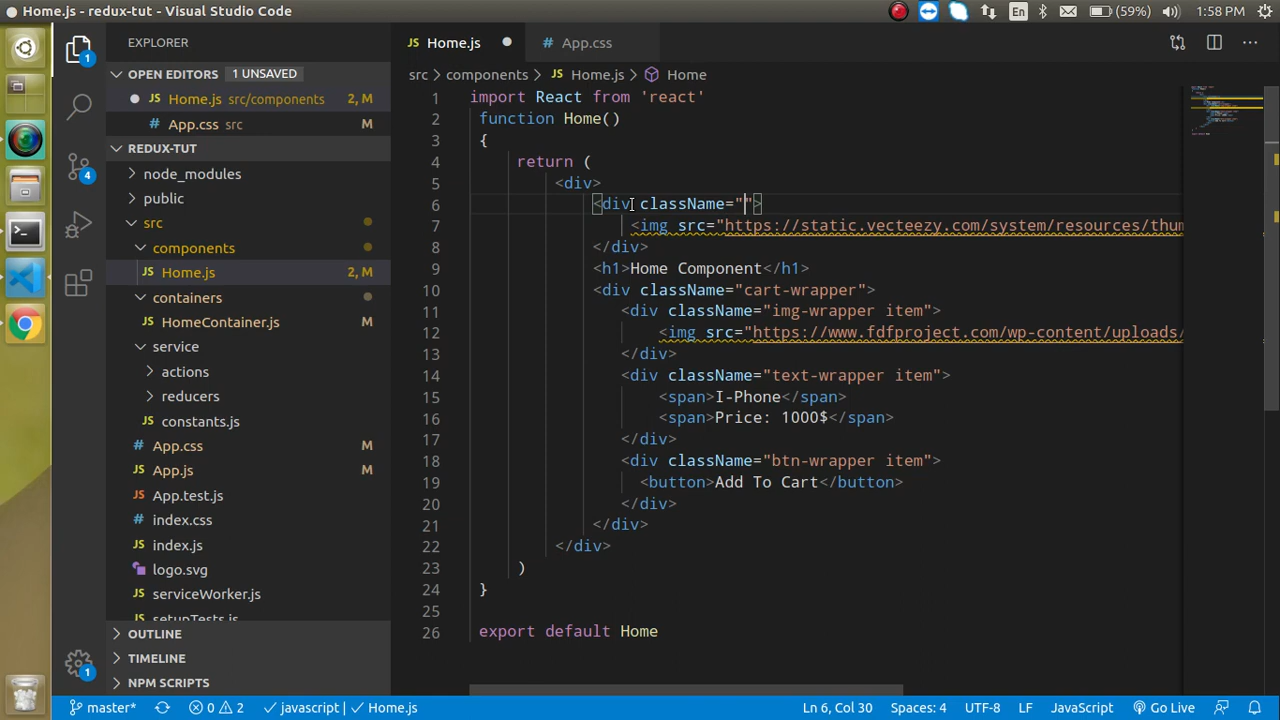 Home.js - redux-tut - Visual Studio Code
En
(59%)
1:58 PM
EXPLORER
OPEN EDITORS 1 UNSAVED
Home.js src/components 2, M
App.css src M
REDUX-TUT
node_modules
public
src
components
Home.js 2, M
containers
HomeContainer.js M
service
actions
reducers
constants.js
App.css M
App.js M
App.test.js
index.css
index.js
logo.svg
serviceWorker.js
setupTests.js
OUTLINE
TIMELINE
NPM SCRIPTS
1
4
1
JS Home.js
App.css
src > components > JS Home.js > Home
1 import React from 'react'
2 function Home()
3 {
4 return (
5 <div>
6 <div className="">
7 <img src="https://static.vecteezy.com/system/resources/thum
8 </div>
9 <h1>Home Component</h1>
10 <div className="cart-wrapper">
11 <div className="img-wrapper item">
12 <img src="https://www.fdfproject.com/wp-content/uploads/
13 </div>
14 <div className="text-wrapper item">
15 <span>I-Phone</span>
16 <span>Price: 1000$</span>
17 </div>
18 <div className="btn-wrapper item">
19 <button>Add To Cart</button>
20 </div>
21 </div>
22 </div>
23 )
24 }
25
26 export default Home
master* 0 2 javascript | Home.js Ln 6, Col 30 Spaces: 4 UTF-8 LF JavaScript Go Live